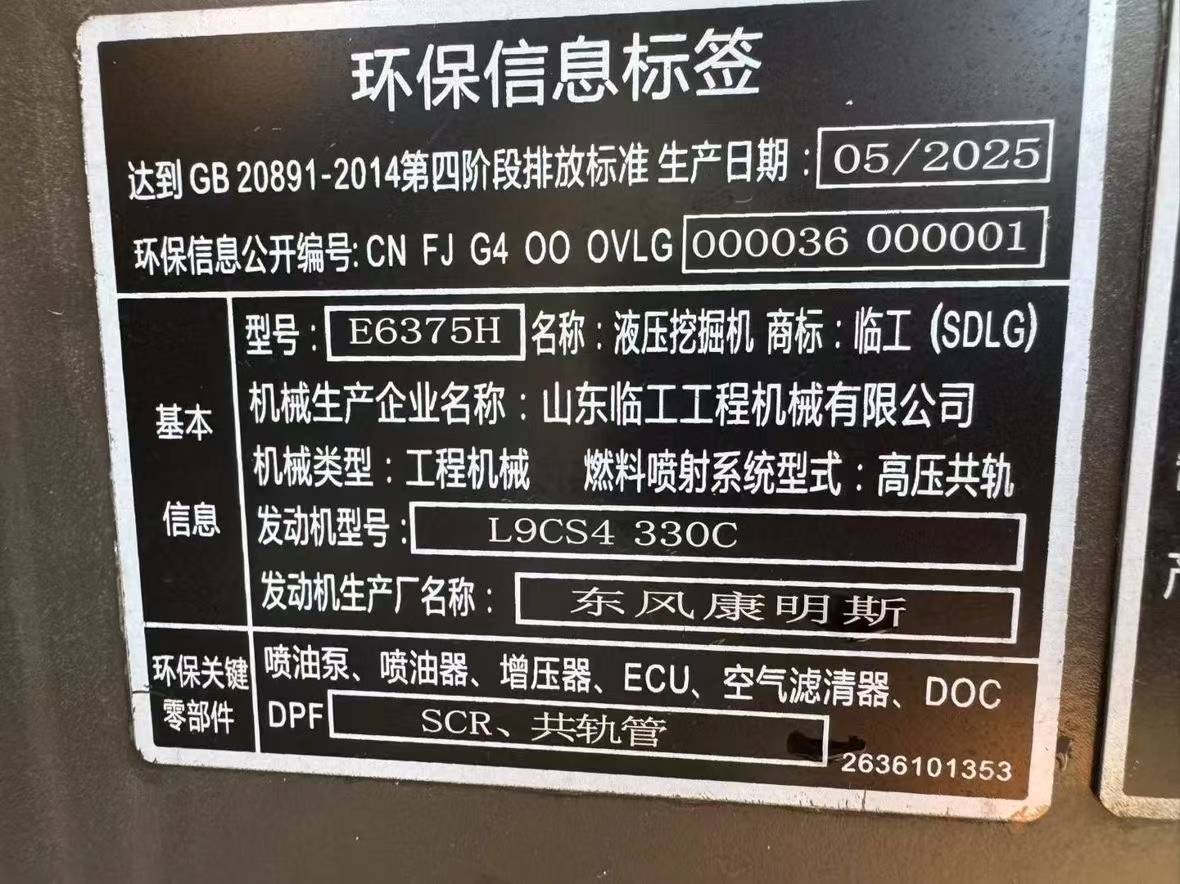 环保信息标签
达到GB 20891-2014第四阶段排放标准 生产日期：05/2025
环保信息公开编号: CN FJ G4 00 0VLG 000036 000001
基本
信息
型号：E6375H 名称：液压挖掘机 商标：临工（SDLG）
机械生产企业名称：山东临工工程机械有限公司
机械类型：工程机械 燃料喷射系统型式：高压共轨
发动机型号：L9CS4 330C
发动机生产厂名称：东风康明斯
环保关键
零部件
喷油泵、喷油器、增压器、ECU、空气滤清器、DOC
DPF SCR、共轨管
2636101353